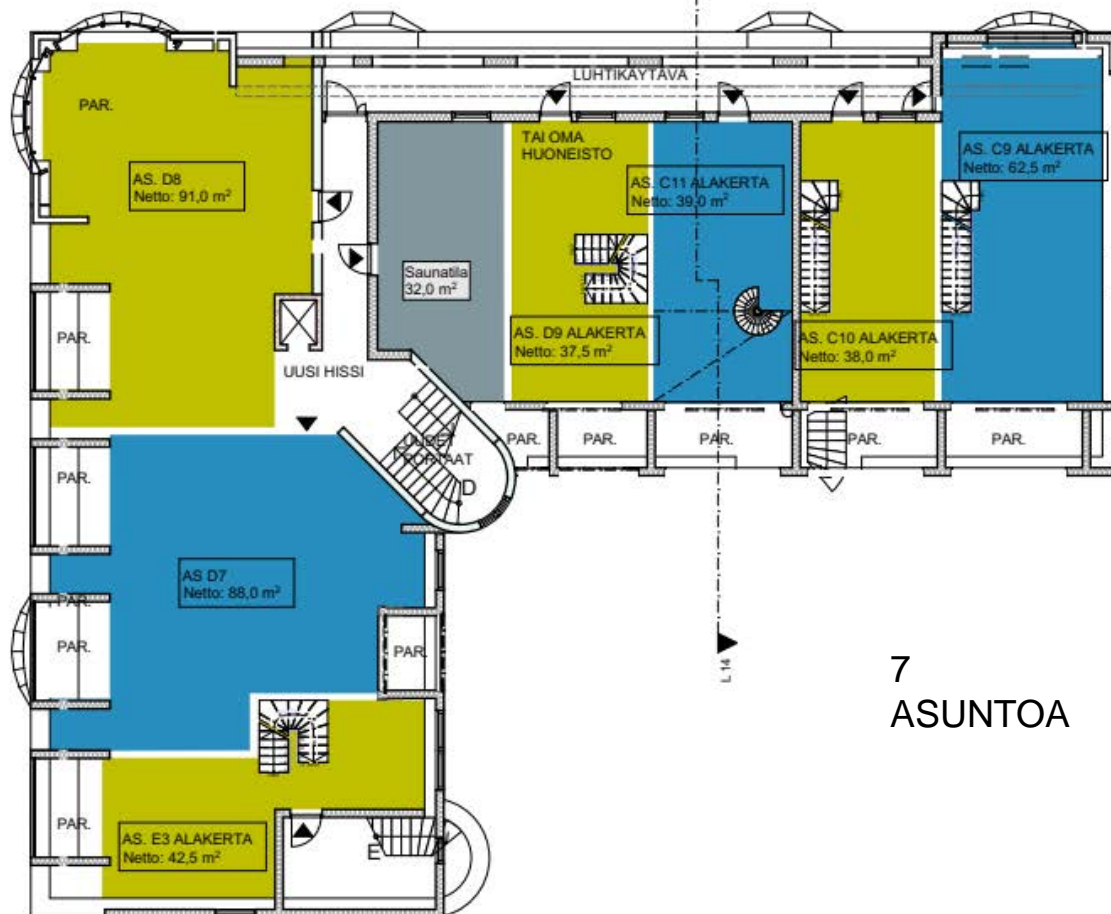 LUHTIKÄYTÄVÄ
PAR.
TAI OMA
HUONEISTO
AS. D8
Netto: 91,0 m²
AS. C11 ALAKERTA
Netto: 39,0 m²
AS. C9 ALAKERTA
Netto: 62,5 m²
Saunatila
32,0 m²
AS. D9 ALAKERTA
Netto: 37,5 m²
AS. C10 ALAKERTA
Netto: 38,0 m²
PAR.
UUSI HISSI
UUDET
PORTAAT
D
PAR.
PAR.
PAR.
PAR.
PAR.
PAR.
AS D7
Netto: 88,0 m²
PAR.
PAR.
PAR.
L 14
7
ASUNTOA
PAR.
AS. E3 ALAKERTA
Netto: 42,5 m²
E